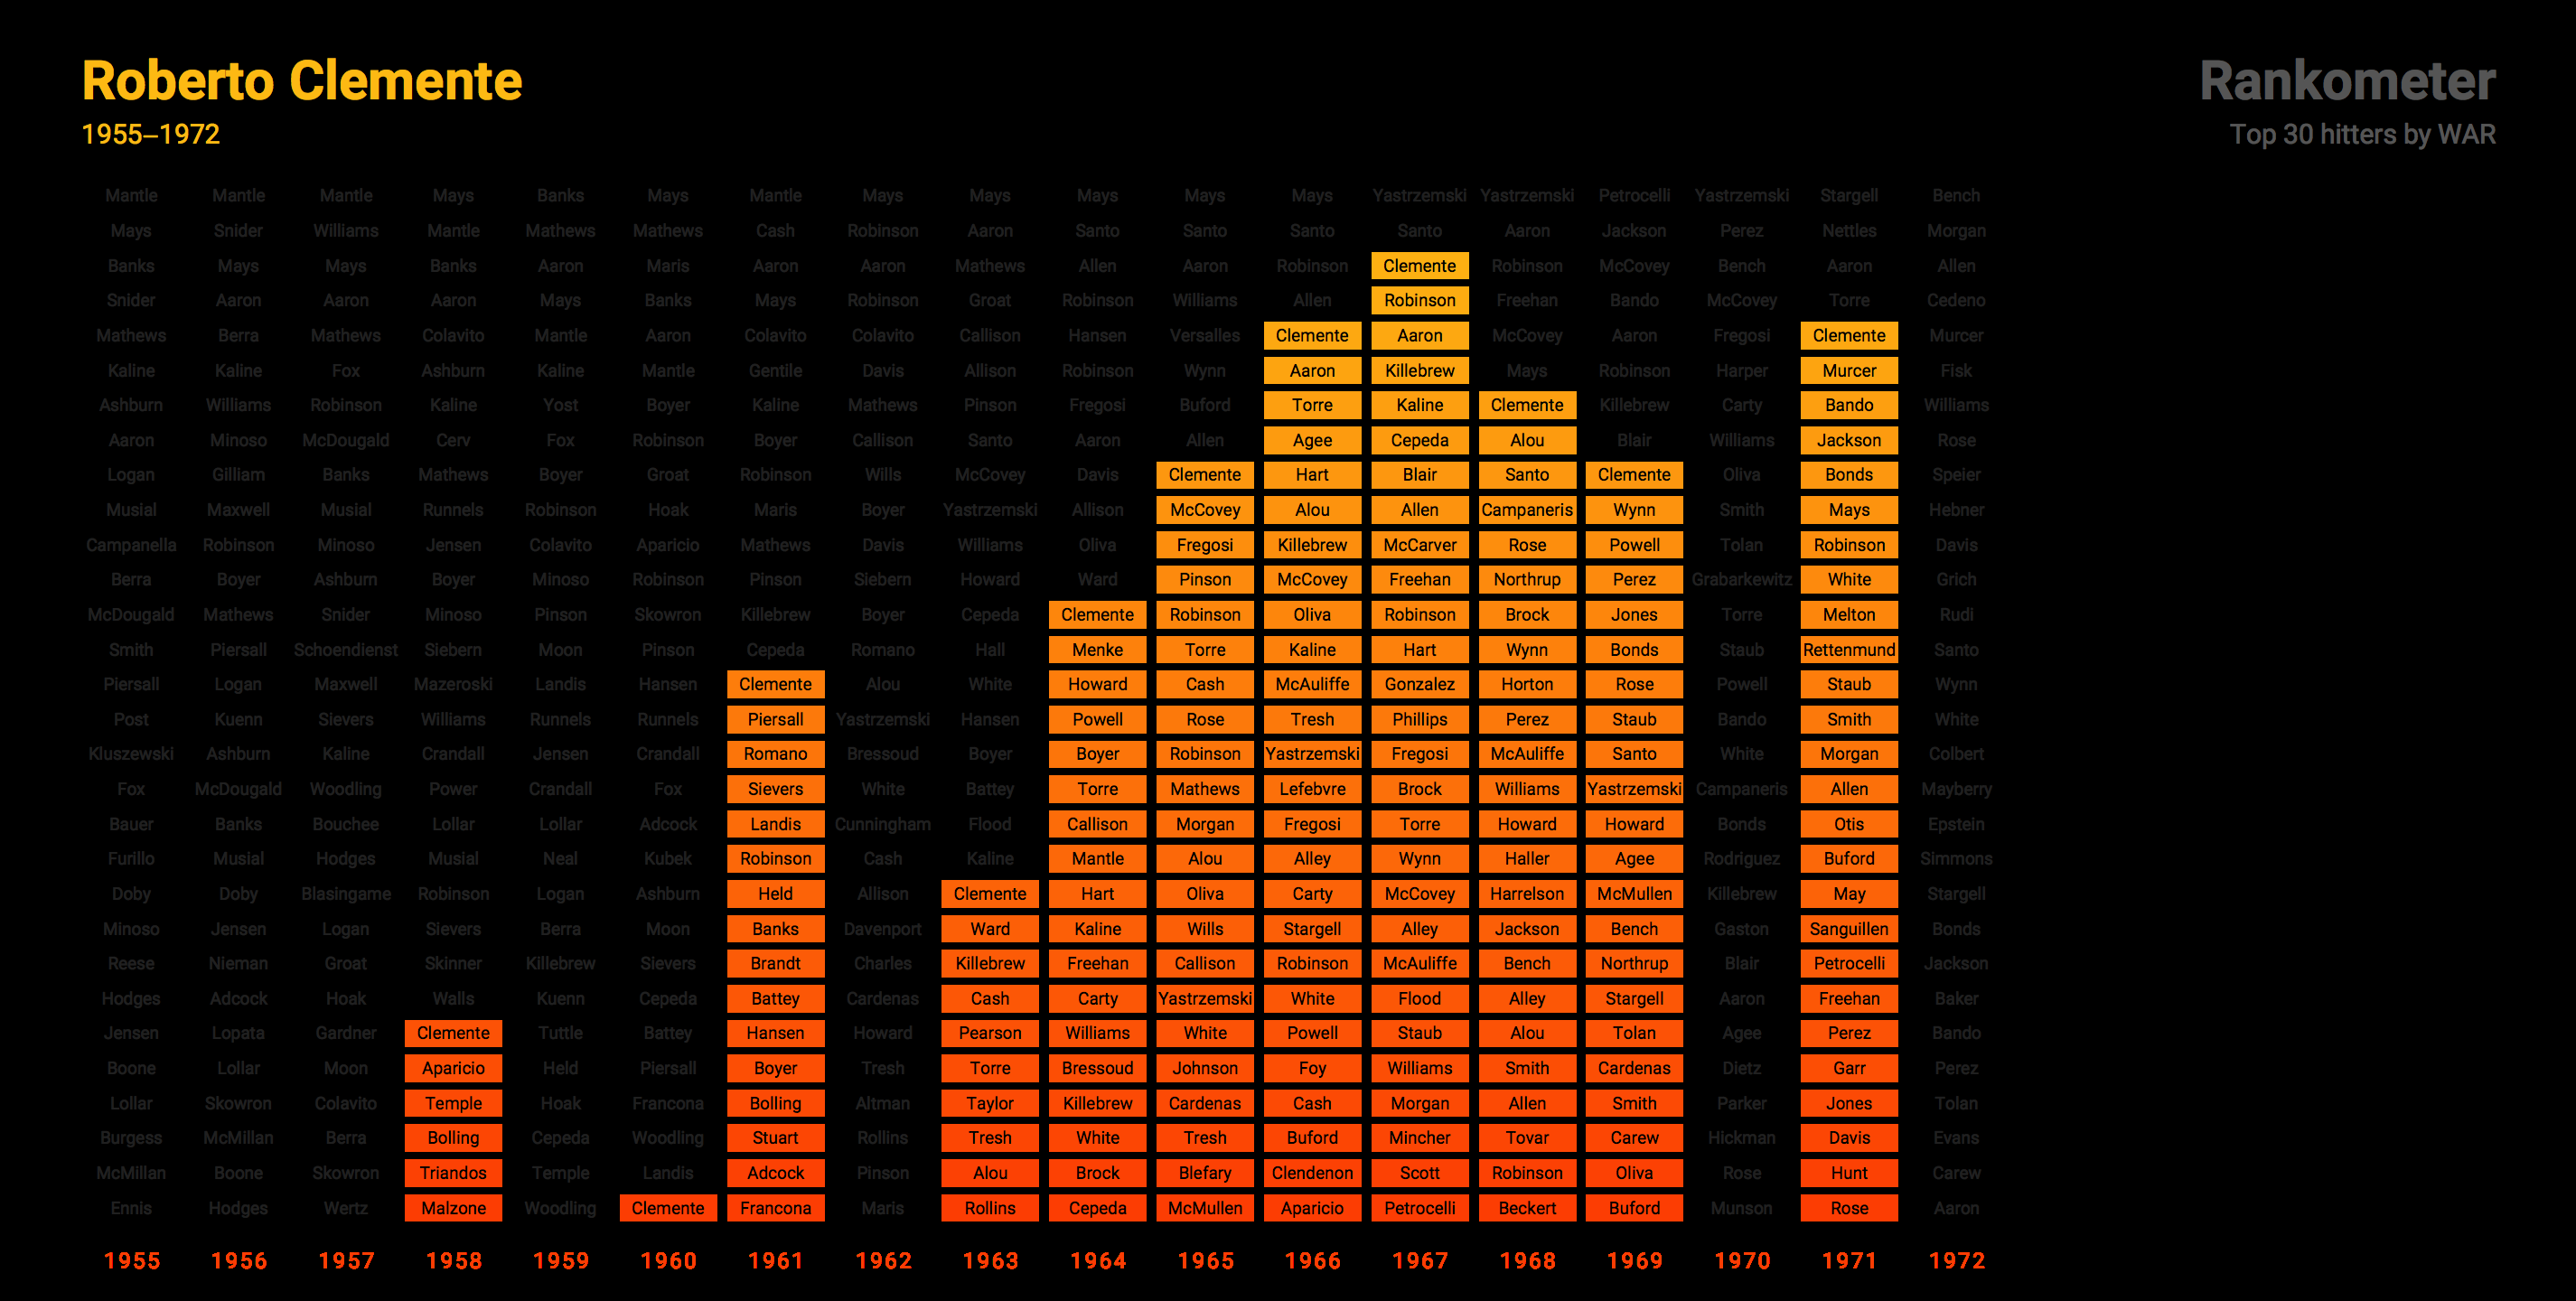 Roberto Clemente
1955–1972
Rankometer
Top 30 hitters by WAR
Mantle Mantle Mantle Mays Banks Mays Mantle Mays Mays Mays Mays Mays Yastrzemski Yastrzemski Petrocelli Yastrzemski Stargell Bench
Mays Snider Williams Mantle Mathews Mathews Cash Robinson Aaron Santo Santo Santo Santo Aaron Jackson Perez Nettles Morgan
Banks Mays Mays Banks Aaron Maris Aaron Aaron Mathews Allen Aaron Robinson Clemente Robinson McCovey Bench Aaron Allen
Snider Aaron Aaron Aaron Mays Banks Mays Robinson Groat Robinson Williams Allen Robinson Freehan Bando McCovey Torre Cedeno
Mathews Berra Mathews Colavito Mantle Aaron Colavito Colavito Callison Hansen Versalles Clemente Aaron McCovey Aaron Fregosi Clemente Murcer
Kaline Kaline Fox Ashburn Kaline Mantle Gentile Davis Allison Robinson Wynn Aaron Killebrew Mays Robinson Harper Murcer Fisk
Ashburn Williams Robinson Kaline Yost Boyer Kaline Mathews Pinson Fregosi Buford Torre Kaline Clemente Killebrew Carty Bando Williams
Aaron Minoso McDougald Cerv Fox Robinson Boyer Callison Santo Aaron Allen Agee Cepeda Alou Blair Williams Jackson Rose
Logan Gilliam Banks Mathews Boyer Groat Robinson Wills McCovey Davis Clemente Hart Blair Santo Clemente Oliva Bonds Speier
Musial Maxwell Musial Runnels Robinson Hoak Maris Boyer Yastrzemski Allison McCovey Alou Allen Campaneris Wynn Smith Mays Hebner
Campanella Robinson Minoso Jensen Colavito Aparicio Mathews Davis Williams Oliva Fregosi Killebrew McCarver Rose Powell Tolan Robinson Davis
Berra Boyer Ashburn Boyer Minoso Robinson Pinson Siebern Howard Ward Pinson McCovey Freehan Northrup Perez Grabarkewitz White Grich
McDougald Mathews Snider Minoso Pinson Skowron Killebrew Boyer Cepeda Clemente Robinson Oliva Robinson Brock Jones Torre Melton Rudi
Smith Piersall Schoendienst Siebern Moon Pinson Cepeda Romano Hall Menke Torre Kaline Hart Wynn Bonds Staub Rettenmund Santo
Piersall Logan Maxwell Mazeroski Landis Hansen Clemente Alou White Howard Cash McAuliffe Gonzalez Horton Rose Powell Staub Wynn
Post Kuenn Sievers Williams Runnels Runnels Piersall Yastrzemski Hansen Powell Rose Tresh Phillips Perez Staub Bando Smith White
Kluszewski Ashburn Kaline Crandall Jensen Crandall Romano Bressoud Boyer Boyer Robinson Yastrzemski Fregosi McAuliffe Santo White Morgan Colbert
Fox McDougald Woodling Power Crandall Fox Sievers White Battey Torre Mathews Lefebvre Brock Williams Yastrzemski Campaneris Allen Mayberry
Bauer Banks Bouchee Lollar Lollar Adcock Landis Cunningham Flood Callison Morgan Fregosi Torre Howard Howard Bonds Otis Epstein
Furillo Musial Hodges Musial Neal Kubek Robinson Cash Kaline Mantle Alou Alley Wynn Haller Agee Rodriguez Buford Simmons
Doby Doby Blasingame Robinson Logan Ashburn Held Allison Clemente Hart Oliva Carty McCovey Harrelson McMullen Killebrew May Stargell
Minoso Jensen Logan Sievers Berra Moon Banks Davenport Ward Kaline Wills Stargell Alley Jackson Bench Gaston Sanguillen Bonds
Reese Nieman Groat Skinner Killebrew Sievers Brandt Charles Killebrew Freehan Callison Robinson McAuliffe Bench Northrup Blair Petrocelli Jackson
Hodges Adcock Hoak Walls Kuenn Cepeda Battey Cardenas Cash Carty Yastrzemski White Flood Alley Stargell Aaron Freehan Baker
Jensen Lopata Gardner Clemente Tuttle Battey Hansen Howard Pearson Williams White Powell Staub Alou Tolan Agee Perez Bando
Boone Lollar Moon Aparicio Held Piersall Boyer Tresh Torre Bressoud Johnson Foy Williams Smith Cardenas Dietz Garr Perez
Lollar Skowron Colavito Temple Hoak Francona Bolling Altman Taylor Killebrew Cardenas Cash Morgan Allen Smith Parker Jones Tolan
Burgess McMillan Berra Bolling Cepeda Woodling Stuart Rollins Tresh White Tresh Buford Mincher Tovar Carew Hickman Davis Evans
McMillan Boone Skowron Triandos Temple Landis Adcock Pinson Alou Brock Blefary Clendenon Scott Robinson Oliva Rose Hunt Carew
Ennis Hodges Wertz Malzone Woodling Clemente Francona Maris Rollins Cepeda McMullen Aparicio Petrocelli Beckert Buford Munson Rose Aaron
1955 1956 1957 1958 1959 1960 1961 1962 1963 1964 1965 1966 1967 1968 1969 1970 1971 1972